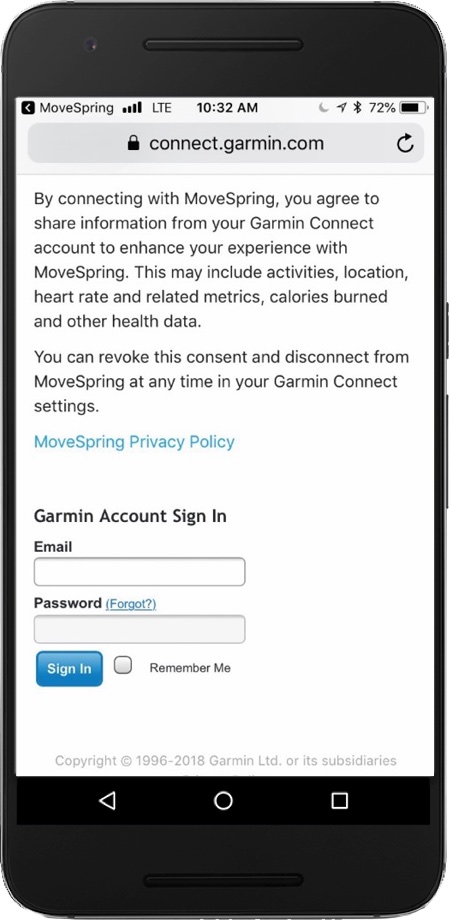 MoveSpring LTE 10:32 AM 72%
connect.garmin.com
By connecting with MoveSpring, you agree to
share information from your Garmin Connect
account to enhance your experience with
MoveSpring. This may include activities, location,
heart rate and related metrics, calories burned
and other health data.
You can revoke this consent and disconnect from
MoveSpring at any time in your Garmin Connect
settings.
MoveSpring Privacy Policy
Garmin Account Sign In
Email
Password (Forgot?)
Sign In Remember Me
Copyright © 1996-2018 Garmin Ltd. or its subsidiaries